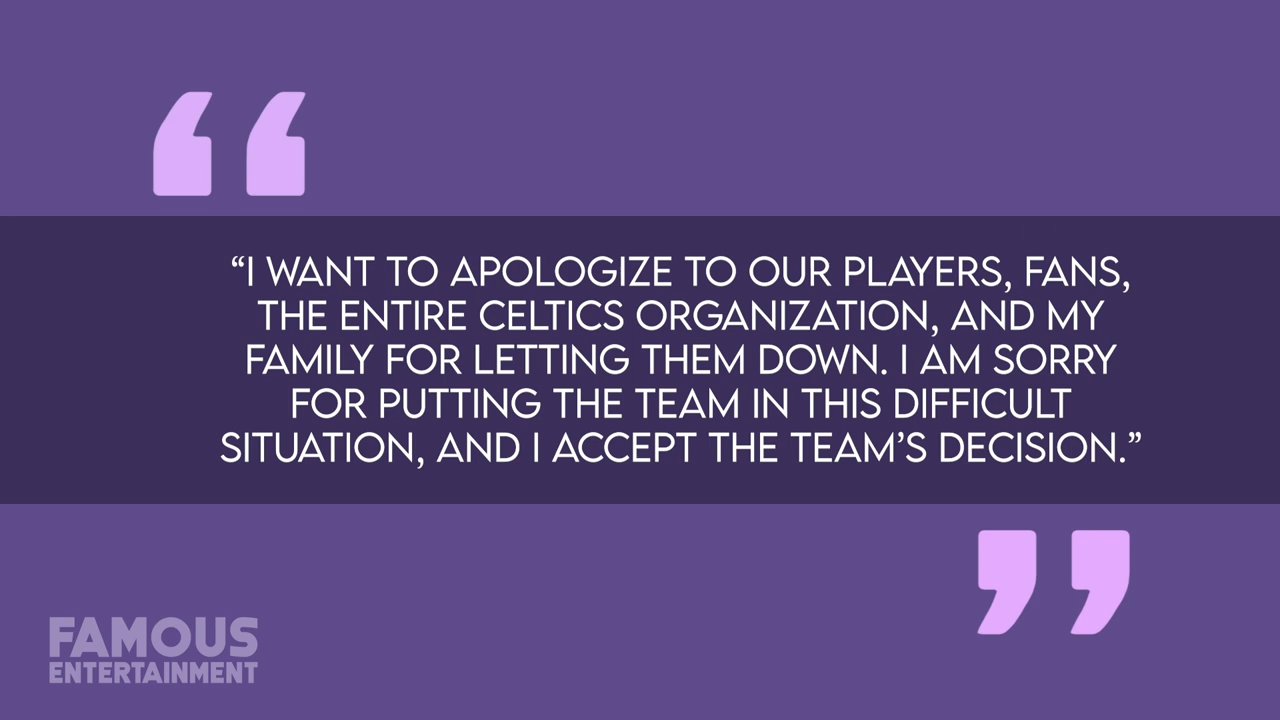 “I WANT TO APOLOGIZE TO OUR PLAYERS, FANS,
THE ENTIRE CELTICS ORGANIZATION, AND MY
FAMILY FOR LETTING THEM DOWN. I AM SORRY
FOR PUTTING THE TEAM IN THIS DIFFICULT
SITUATION, AND I ACCEPT THE TEAM’S DECISION.”
FAMOUS
ENTERTAINMENT